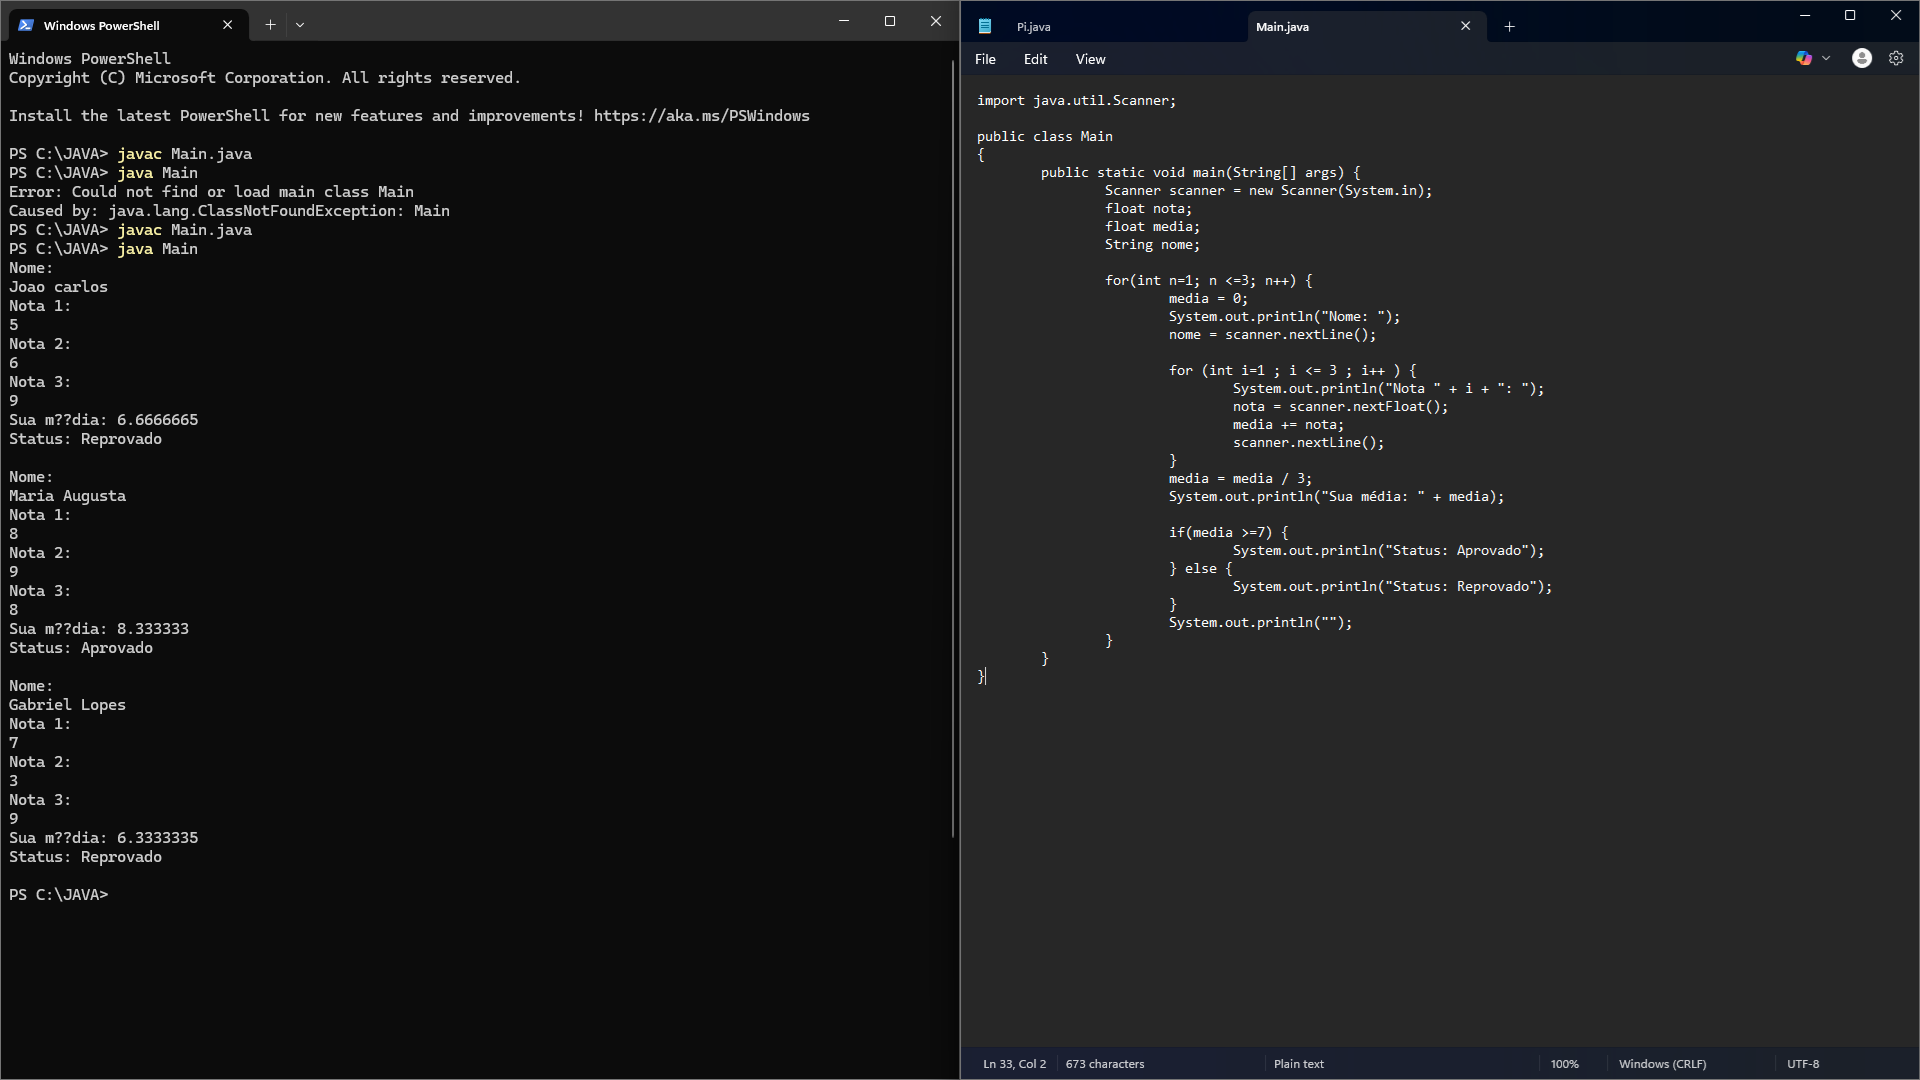 Windows PowerShell
Windows PowerShell
Copyright (C) Microsoft Corporation. All rights reserved.
Install the latest PowerShell for new features and improvements! https://aka.ms/PSWindows
PS C:\JAVA> javac Main.java
PS C:\JAVA> java Main
Error: Could not find or load main class Main
Caused by: java.lang.ClassNotFoundException: Main
PS C:\JAVA> javac Main.java
PS C:\JAVA> java Main
Nome:
Joao carlos
Nota 1:
5
Nota 2:
6
Nota 3:
9
Sua m??dia: 6.6666665
Status: Reprovado
Nome:
Maria Augusta
Nota 1:
8
Nota 2:
9
Nota 3:
8
Sua m??dia: 8.333333
Status: Aprovado
Nome:
Gabriel Lopes
Nota 1:
7
Nota 2:
3
Nota 3:
9
Sua m??dia: 6.3333335
Status: Reprovado
PS C:\JAVA>
Pi.java
Main.java
File Edit View
import java.util.Scanner;
public class Main
{
public static void main(String[] args) {
Scanner scanner = new Scanner(System.in);
float nota;
float media;
String nome;
for(int n=1; n <=3; n++) {
media = 0;
System.out.println("Nome: ");
nome = scanner.nextLine();
for (int i=1 ; i <= 3 ; i++ ) {
System.out.println("Nota " + i + ": ");
nota = scanner.nextFloat();
media += nota;
scanner.nextLine();
}
media = media / 3;
System.out.println("Sua média: " + media);
if(media >=7) {
System.out.println("Status: Aprovado");
} else {
System.out.println("Status: Reprovado");
}
System.out.println("");
}
}
}
Ln 33, Col 2 673 characters Plain text 100% Windows (CRLF) UTF-8